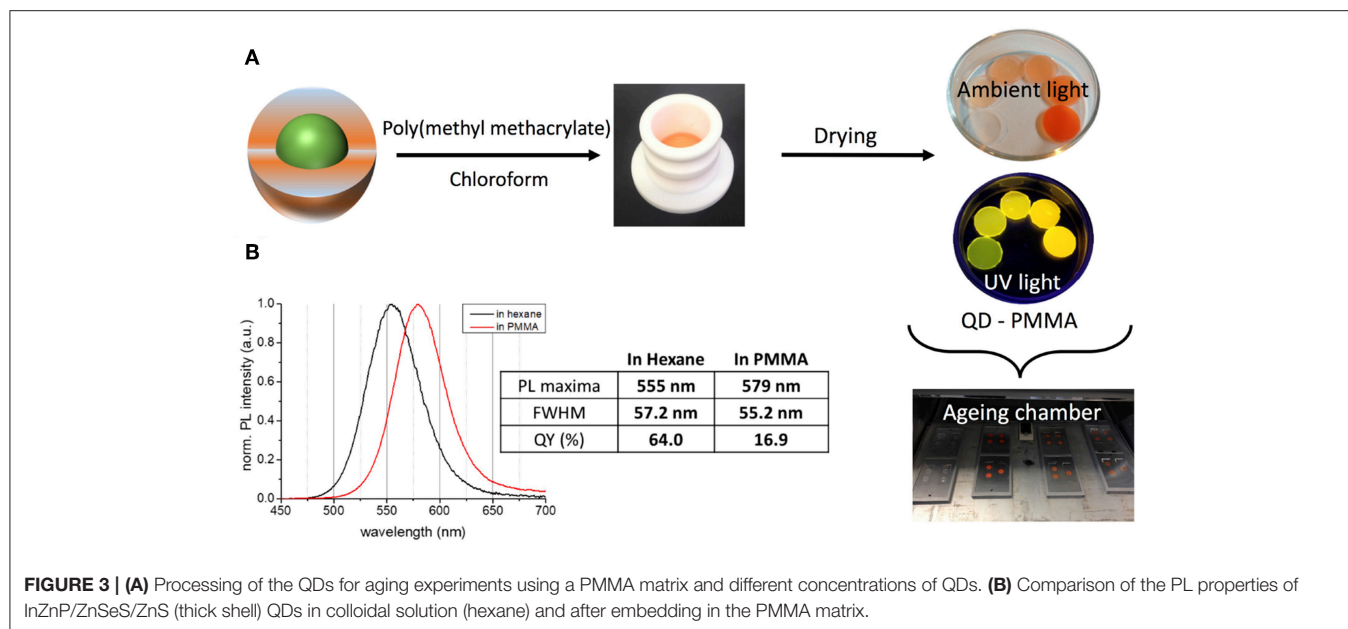 A
Poly(methyl methacrylate)
Chloroform
Drying
Ambient light
UV light
QD - PMMA
Ageing chamber
B
norm. PL intensity (a.u.)
1.0
0.8
0.6
0.4
0.2
0.0
450 500 550 600 650 700
wavelength (nm)
in hexane
in PMMA
In Hexane In PMMA
PL maxima 555 nm 579 nm
FWHM 57.2 nm 55.2 nm
QY (%) 64.0 16.9
FIGURE 3 | (A) Processing of the QDs for aging experiments using a PMMA matrix and different concentrations of QDs. (B) Comparison of the PL properties of
InZnP/ZnSeS/ZnS (thick shell) QDs in colloidal solution (hexane) and after embedding in the PMMA matrix.